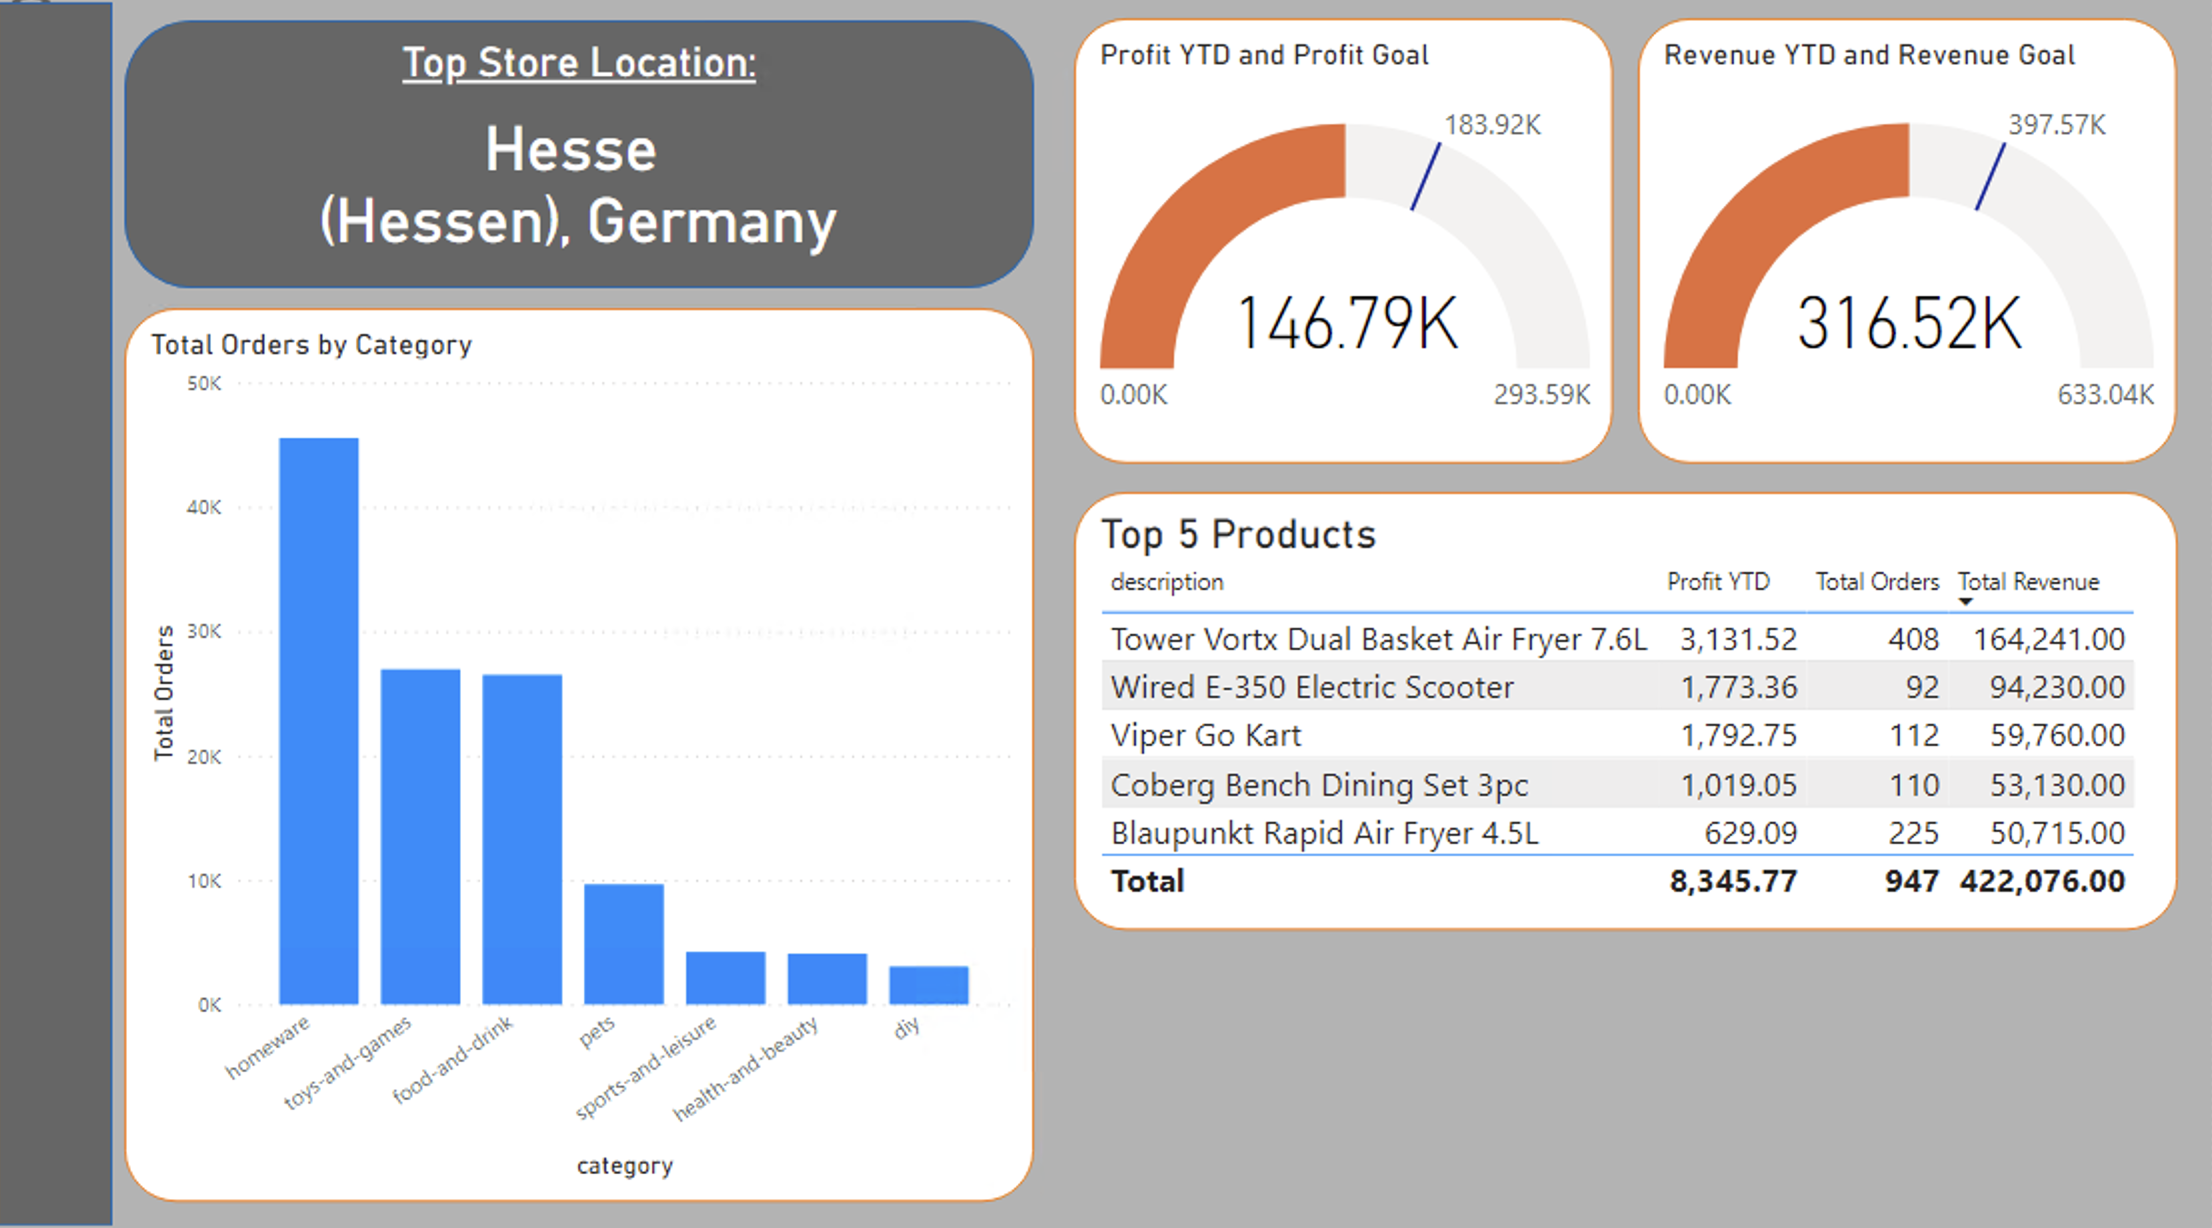 Top Store Location:
Hesse
(Hessen), Germany
Total Orders by Category
50K
40K
30K
20K
10K
0K
Total Orders
homeware
toys-and-games
food-and-drink
pets
sports-and-leisure
health-and-beauty
diy
category
Profit YTD and Profit Goal
183.92K
146.79K
0.00K
293.59K
Revenue YTD and Revenue Goal
397.57K
316.52K
0.00K
633.04K
Top 5 Products
description Profit YTD Total Orders Total Revenue
Tower Vortx Dual Basket Air Fryer 7.6L 3,131.52 408 164,241.00
Wired E-350 Electric Scooter 1,773.36 92 94,230.00
Viper Go Kart 1,792.75 112 59,760.00
Coberg Bench Dining Set 3pc 1,019.05 110 53,130.00
Blaupunkt Rapid Air Fryer 4.5L 629.09 225 50,715.00
Total 8,345.77 947 422,076.00